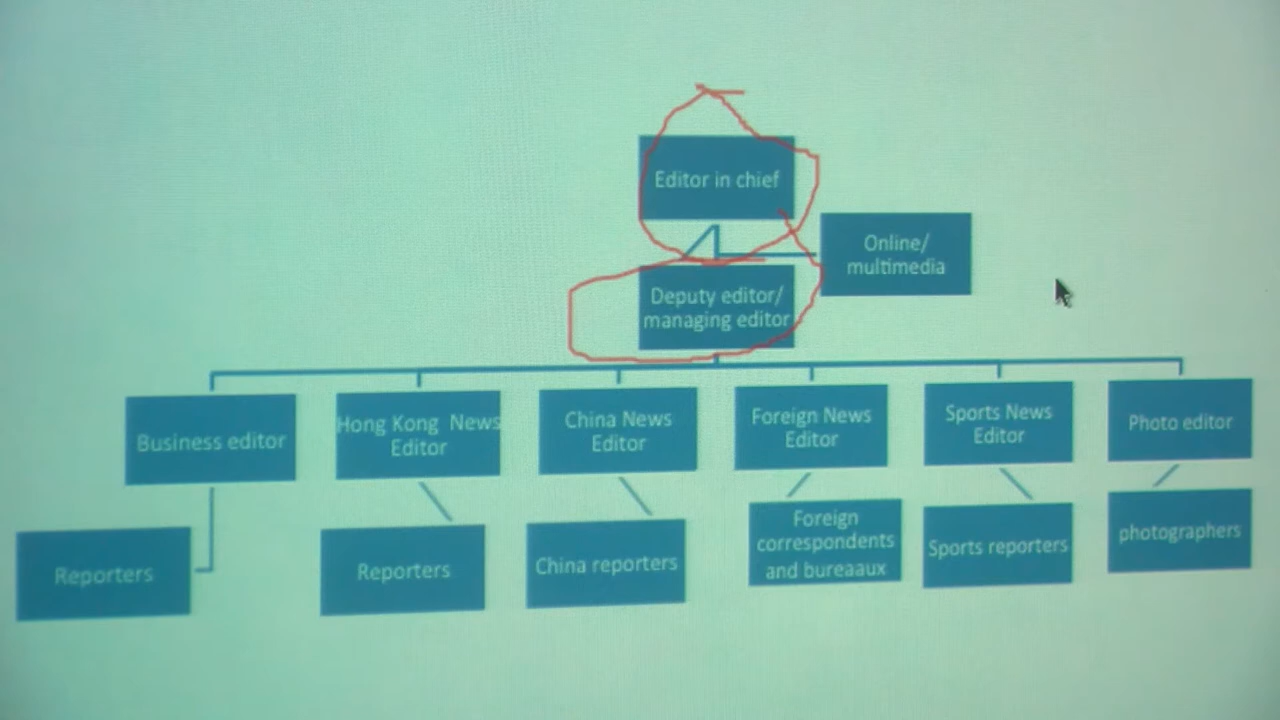 Editor in chief
Online/
multimedia
Deputy editor/
managing editor
Business editor
Hong Kong News
Editor
China News
Editor
Foreign News
Editor
Sports News
Editor
Photo editor
Reporters
Reporters
China reporters
Foreign
correspondents
and bureaaux
Sports reporters
photographers